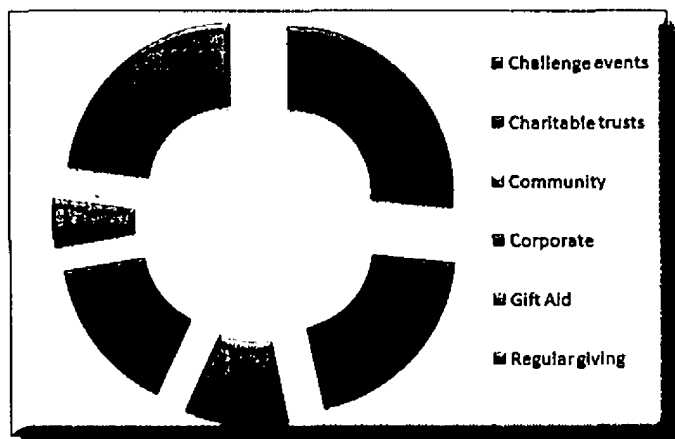 Challenge events
Charitable trusts
Community
Corporate
Gift Aid
Regular giving